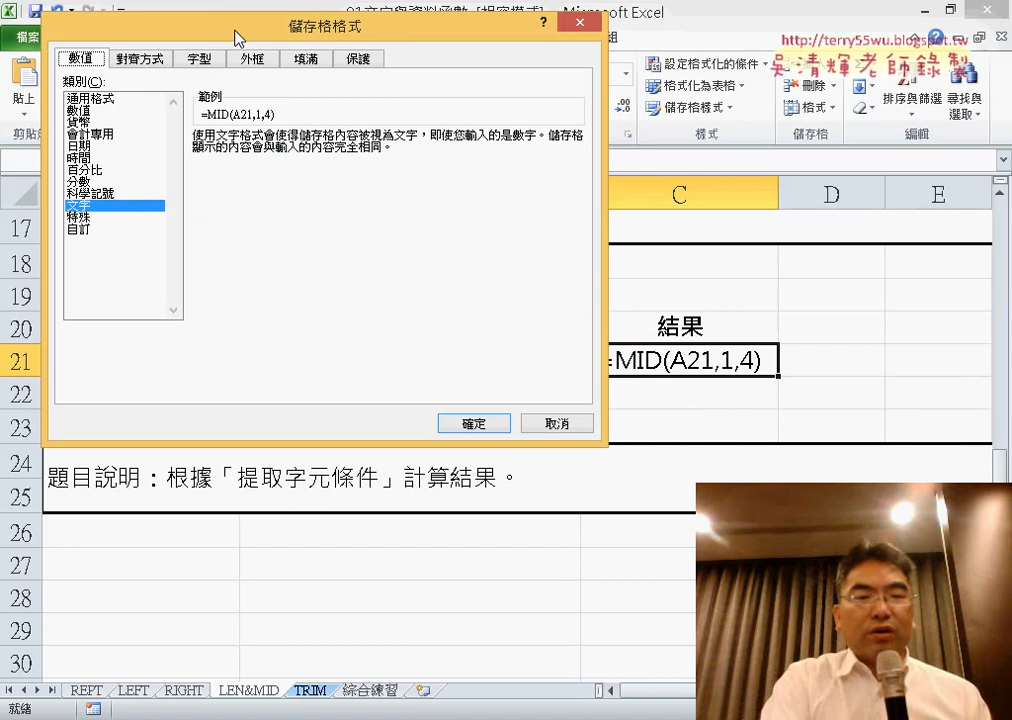 儲存格格式
Microsoft Excel
http://terry55wu.blogspot.tw
吳清輝老師錄製
檔案
數值 對齊方式 字型 外框 填滿 保護
類別(C):
通用格式
數值
貨幣
會計專用
日期
時間
百分比
分數
科學記號
文字
特殊
自訂
範例
=MID(A21,1,4)
使用文字格式會使得儲存格內容被視為文字，即使您輸入的是數字。儲存格
顯示的內容會與輸入的內容完全相同。
確定 取消
貼上
設定格式化的條件
格式化為表格
儲存格樣式
樣式
刪除
格式
儲存格
排序與篩選
尋找與
選取
編輯
C D E
17
18
19
20 結果
21 =MID(A21,1,4)
22
23
24
題目說明：根據「提取字元條件」計算結果。
25
26
27
28
29
30
REPT LEFT RIGHT LEN&MID TRIM 綜合練習
就緒